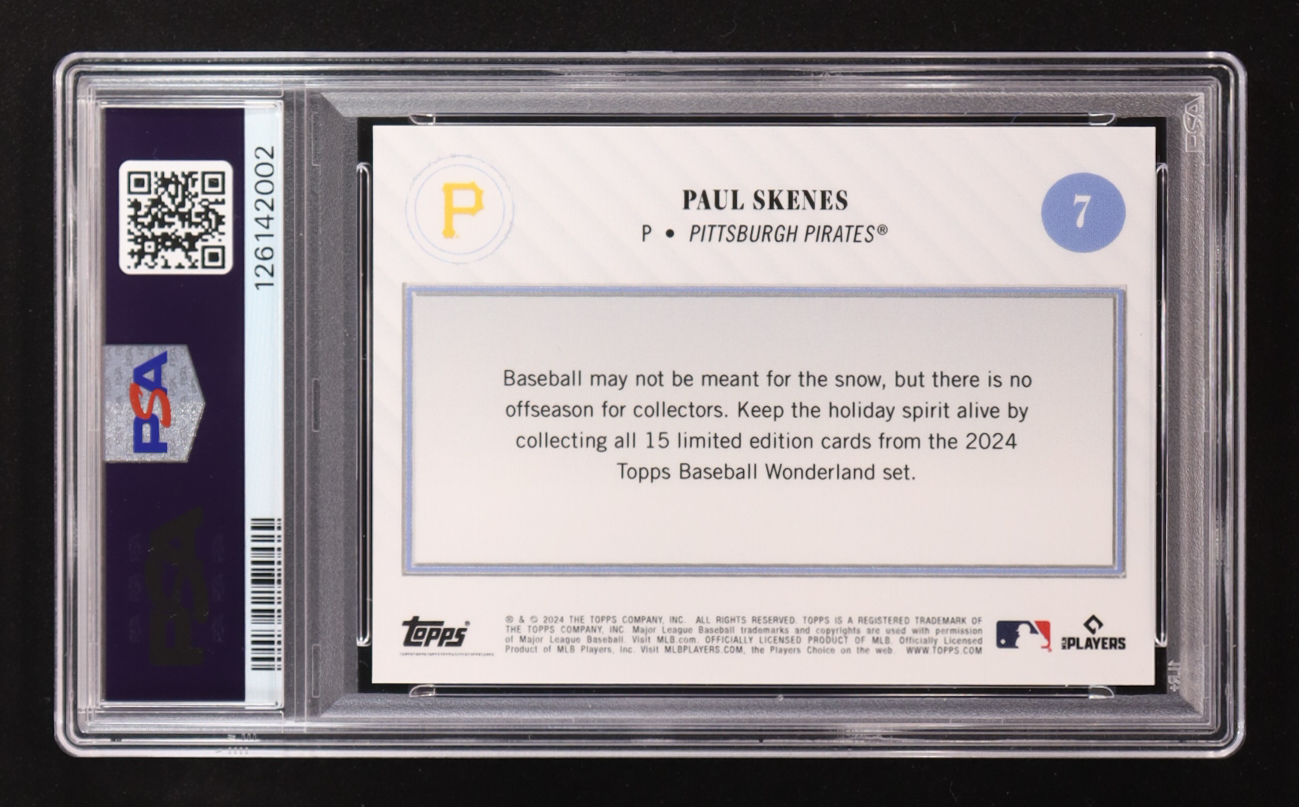 126142002
PSA
P
PAUL SKENES
P • PITTSBURGH PIRATES®
7
Baseball may not be meant for the snow, but there is no
offseason for collectors. Keep the holiday spirit alive by
collecting all 15 limited edition cards from the 2024
Topps Baseball Wonderland set.
Topps®
® & © 2024 THE TOPPS COMPANY, INC. ALL RIGHTS RESERVED. TOPPS IS A REGISTERED TRADEMARK OF
THE TOPPS COMPANY, INC. Major League Baseball trademarks and copyrights are used with permission
of Major League Baseball. Visit MLB.com. OFFICIALLY LICENSED PRODUCT OF MLB. Officially Licensed
Product of MLB Players, Inc. Visit MLBPLAYERS.COM, the Players Choice on the web. WWW.TOPPS.COM
PLAYERS
PSA
PSA